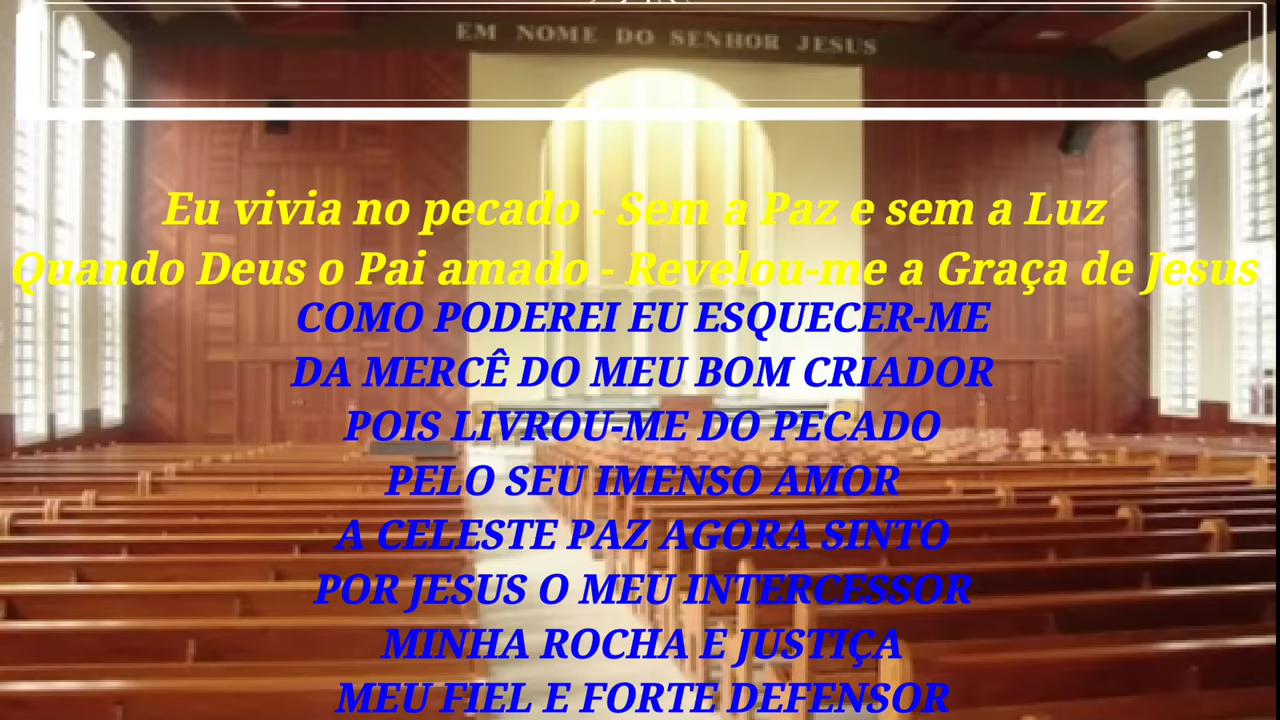 EM NOME DO SENHOR JESUS
Eu vivia no pecado - Sem a Paz e sem a Luz
Quando Deus o Pai amado - Revelou-me a Graça de Jesus
COMO PODEREI EU ESQUECER-ME
DA MERCÊ DO MEU BOM CRIADOR
POIS LIVROU-ME DO PECADO
PELO SEU IMENSO AMOR
A CELESTE PAZ AGORA SINTO
POR JESUS O MEU INTERCESSOR
MINHA ROCHA E JUSTIÇA
MEU FIEL E FORTE DEFENSOR